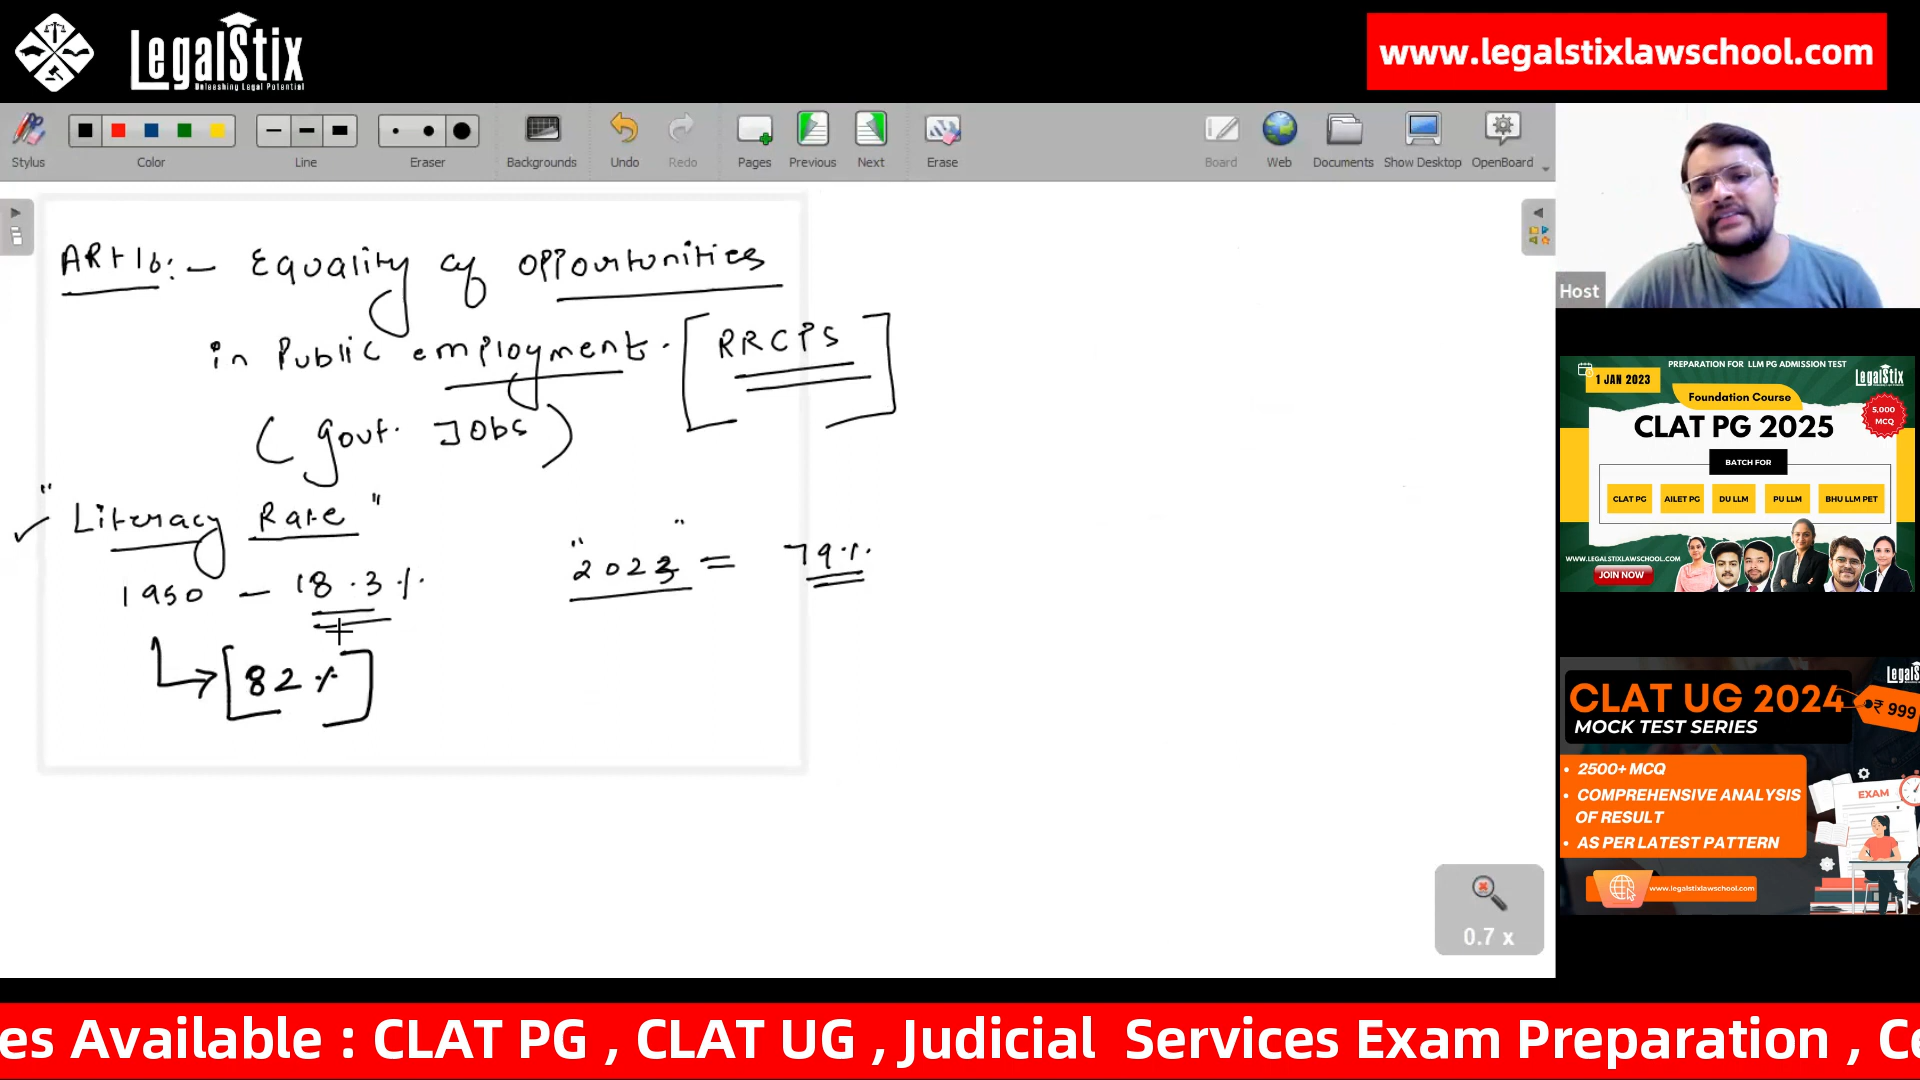 LegalStix
Unleashing Legal Potential
www.legalstixlawschool.com
Stylus
Color
Line
Eraser
Backgrounds
Undo
Redo
Pages
Previous
Next
Erase
Board
Web
Documents
Show Desktop
OpenBoard
ART 16:- Equality of opportunities
in Public employment. [RRCPS]
(Govt. Jobs)
"Literacy Rate"
1950 - 18.3%
"2023" = 79%
[82%]
0.7 x
Host
1 JAN 2023
PREPARATION FOR LLM PG ADMISSION TEST
LegalStix
Foundation Course
5,000
MCQ
CLAT PG 2025
BATCH FOR
CLAT PG
AILET PG
DU LLM
PU LLM
BHU LLM PET
WWW.LEGALSTIXLAWSCHOOL.COM
JOIN NOW
CLAT UG 2024
₹ 999
MOCK TEST SERIES
• 2500+ MCQ
• COMPREHENSIVE ANALYSIS
OF RESULT
• AS PER LATEST PATTERN
EXAM
www.legalstixlawschool.com
es Available : CLAT PG , CLAT UG , Judicial Services Exam Preparation , Ce